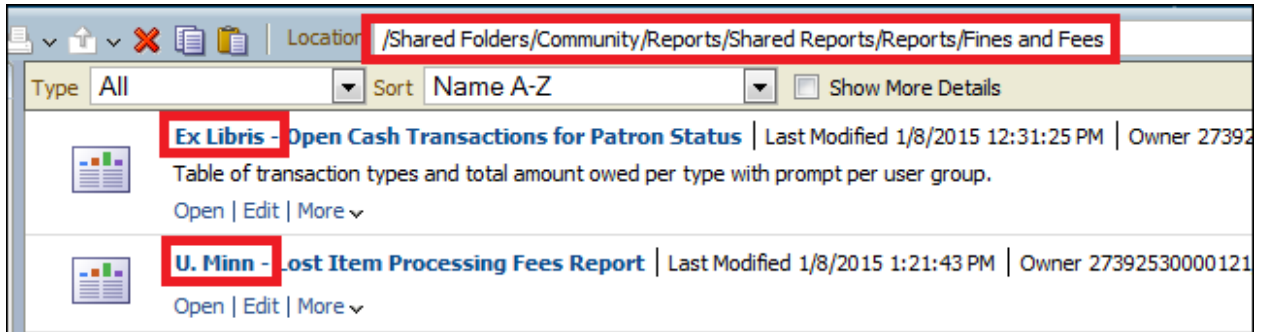 Location /Shared Folders/Community/Reports/Shared Reports/Reports/Fines and Fees
Type All Sort Name A-Z Show More Details
Ex Libris - Open Cash Transactions for Patron Status | Last Modified 1/8/2015 12:31:25 PM | Owner 27392
Table of transaction types and total amount owed per type with prompt per user group.
Open | Edit | More
U. Minn - Lost Item Processing Fees Report | Last Modified 1/8/2015 1:21:43 PM | Owner 27392530000121
Open | Edit | More